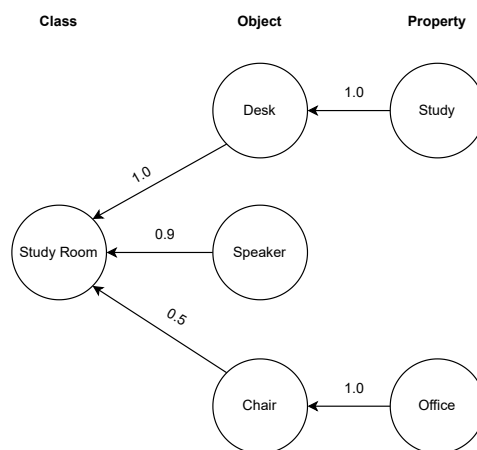 Class Object Property
1.0
Desk Study
1.0
0.9
Study Room Speaker
0.5
1.0
Chair Office